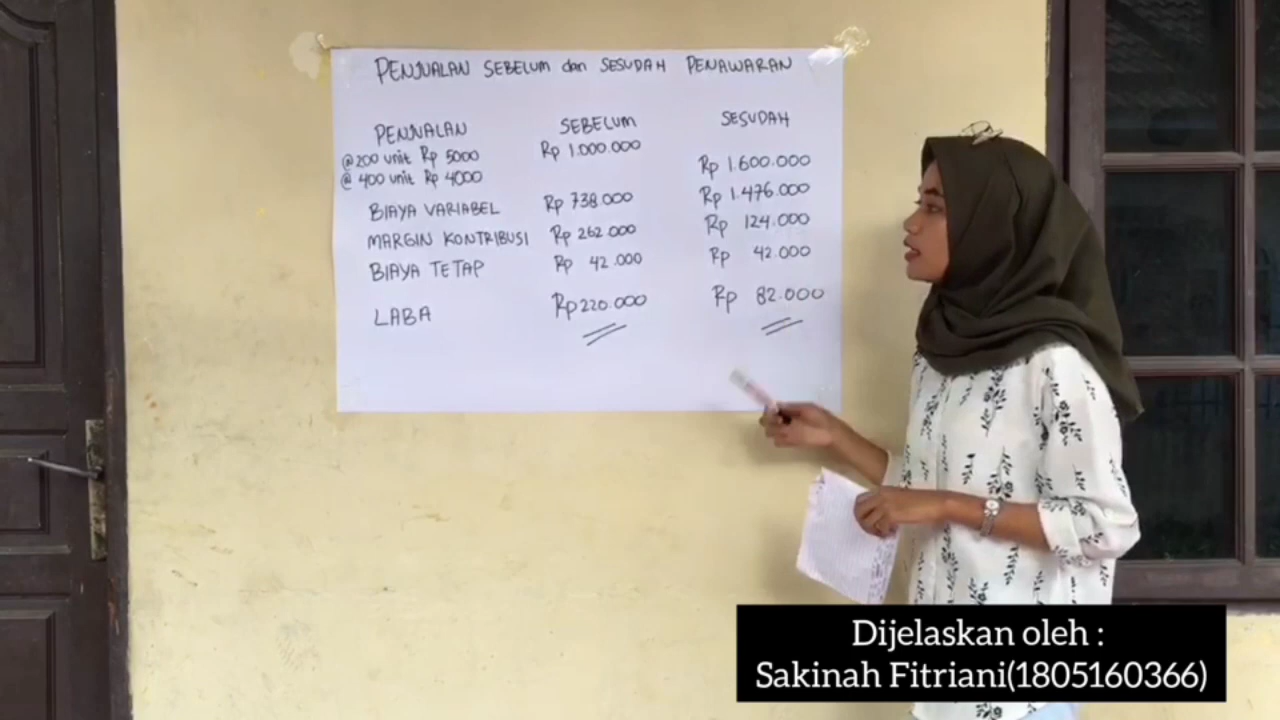 PENJUALAN SEBELUM dan SESUDAH PENAWARAN
PENJUALAN SEBELUM SESUDAH
@200 unit Rp 5000 Rp 1.000.000
@ 400 unit Rp 4000 Rp 1.600.000
BIAYA VARIABEL Rp 738.000 Rp 1.476.000
MARGIN KONTRIBUSI Rp 262.000 Rp 124.000
BIAYA TETAP Rp 42.000 Rp 42.000
LABA Rp 220.000 Rp 82.000
Dijelaskan oleh :
Sakinah Fitriani(1805160366)